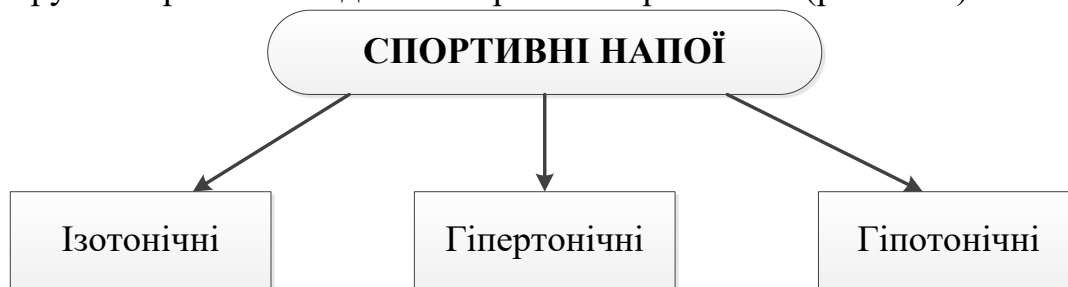 СПОРТИВНІ НАПОЇ
Ізотонічні
Гіпертонічні
Гіпотонічні